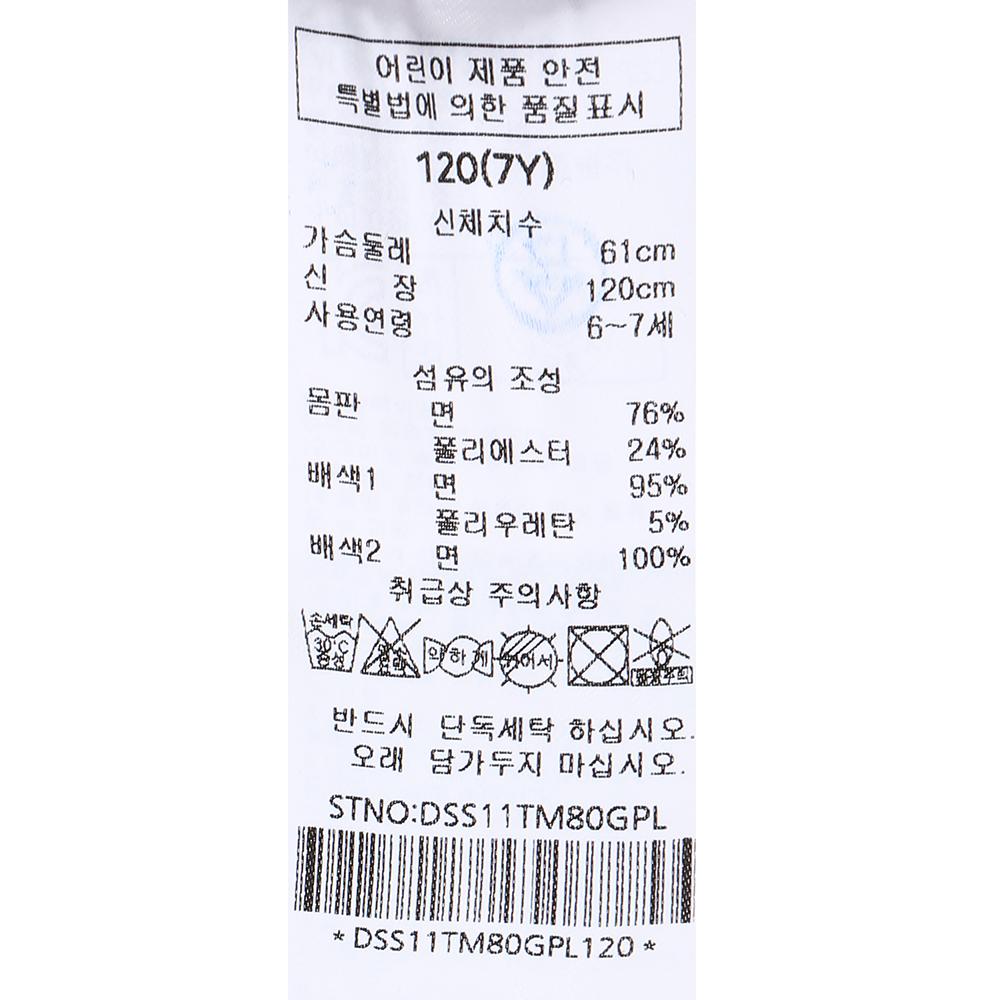 어린이 제품 안전
특별법에 의한 품질표시
120(7Y)
신체치수
가슴둘레 61cm
신 장 120cm
사용연령 6~7세
섬유의 조성
몸판 면 76%
폴리에스터 24%
배색1 면 95%
폴리우레탄 5%
배색2 면 100%
취급상 주의사항
손세탁 30°C 중성 약하게
반드시 단독세탁 하십시오.
오래 담가두지 마십시오.
STNO:DSS11TM80GPL
*DSS11TM80GPL120*